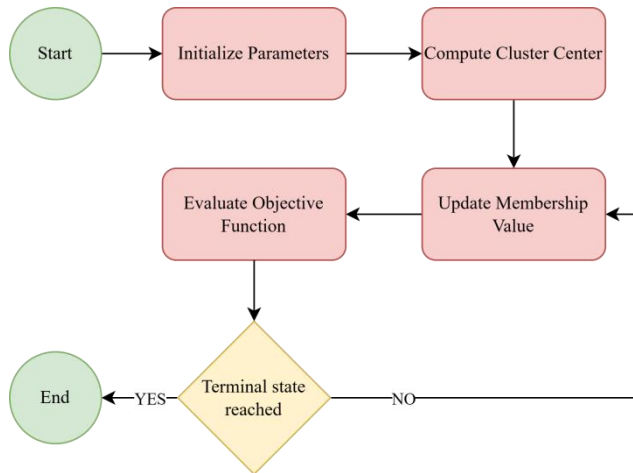 Start
Initialize Parameters
Compute Cluster Center
Evaluate Objective
Function
Update Membership
Value
End
YES
Terminal state
reached
NO